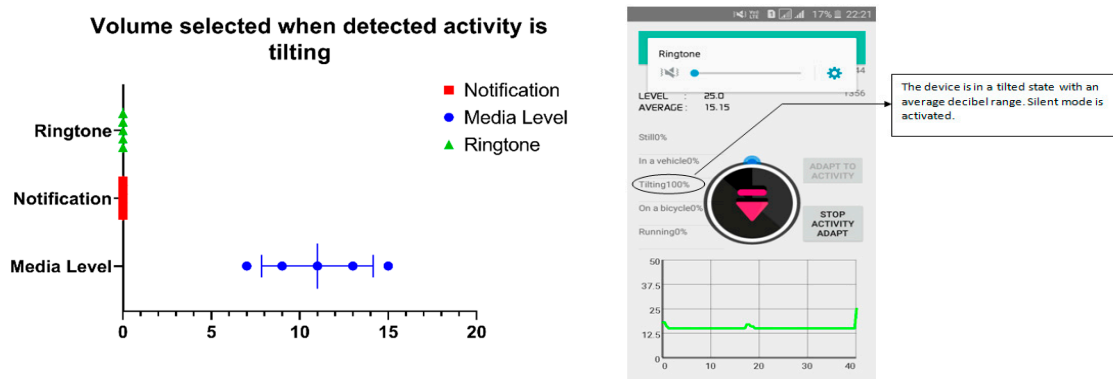 Volume selected when detected activity is
tilting
Notification
Media Level
Ringtone
Ringtone
Notification
Media Level
0 5 10 15 20
17% 22:21
Ringtone
44
1356
LEVEL : 25.0
AVERAGE : 15.15
Still0%
In a vehicle0%
Tilting100%
On a bicycle0%
Running0%
ADAPT TO
ACTIVITY
STOP
ACTIVITY
ADAPT
50
37.5
25
12.5
0
0 10 20 30 40
The device is in a tilted state with an
average decibel range. Silent mode is
activated.